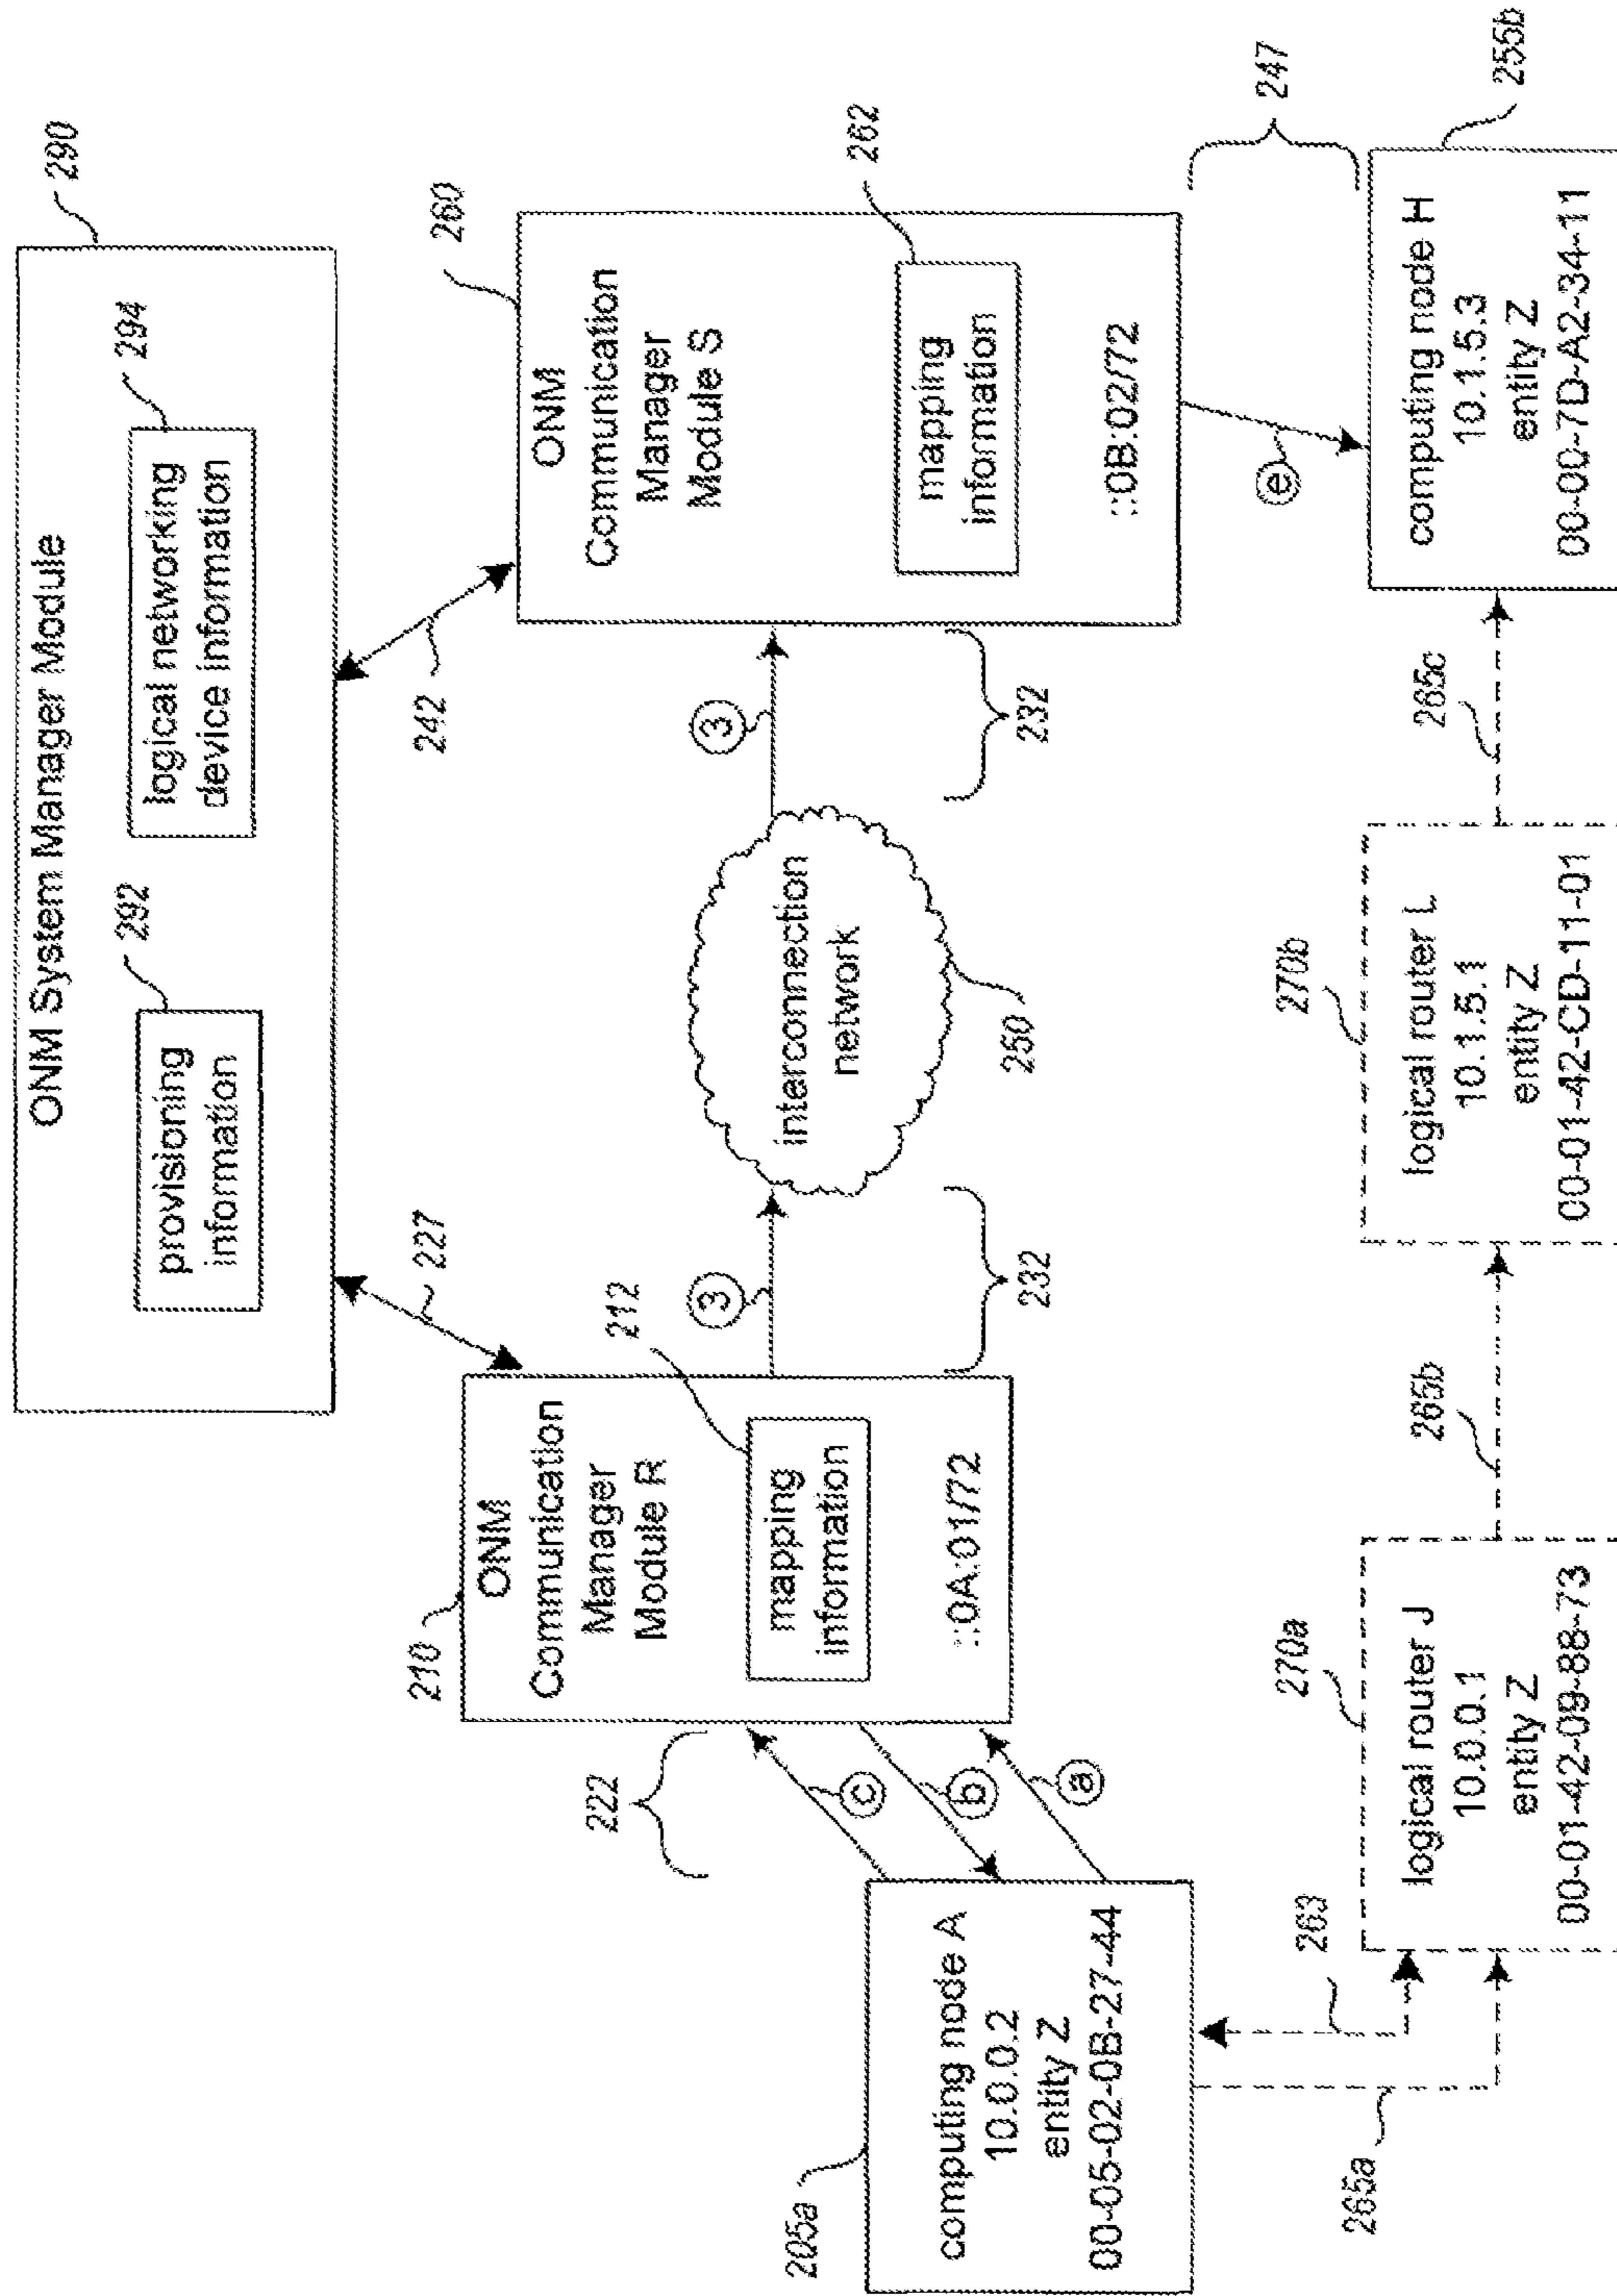 ONM System Manager Module
290
provisioning
information
292
logical networking
device information
294
227
242
210
ONM
Communication
Manager
Module R
212
mapping
information
::0A:01/72
3
232
interconnection
network
250
3
232
260
ONM
Communication
Manager
Module S
262
mapping
information
::0B:02/72
222
c
b
a
e
247
205a
computing node A
10.0.0.2
entity Z
00-05-02-0B-27-44
263
265a
270a
logical router J
10.0.0.1
entity Z
00-01-42-09-88-73
265b
270b
logical router L
10.1.5.1
entity Z
00-01-42-CD-11-01
265c
255b
computing node H
10.1.5.3
entity Z
00-00-7D-A2-34-11